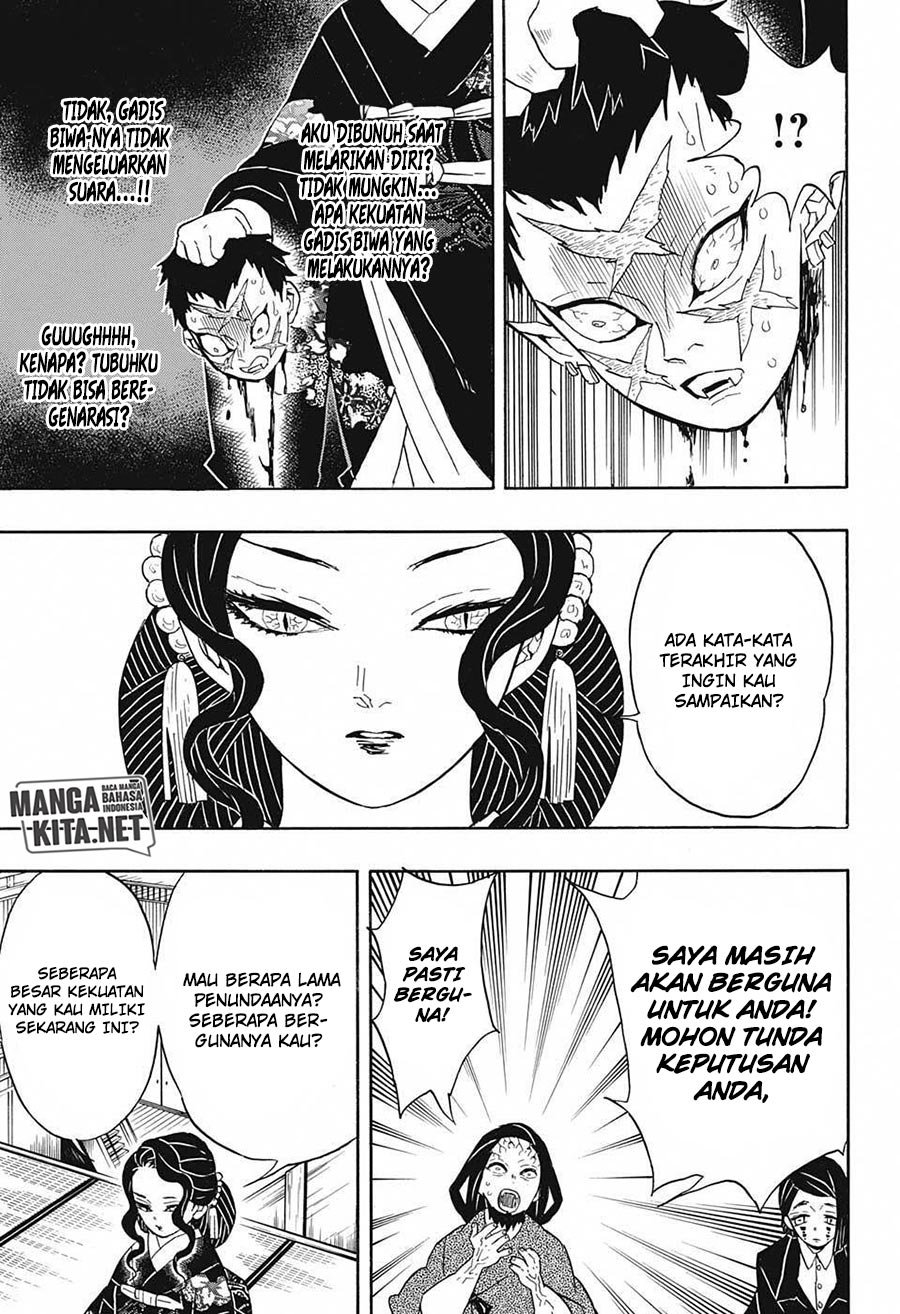 !?
AKU DIBUNUH SAAT
MELARIKAN DIRI?
TIDAK MUNGKIN...
APA KEKUATAN
GADIS BIWA YANG
MELAKUKANNYA?
TIDAK, GADIS
BIWA-NYA TIDAK
MENGELUARKAN
SUARA...!!
GUUUGHHHH,
KENAPA? TUBUHKU
TIDAK BISA BERE-
GENARASI?
ADA KATA-KATA
TERAKHIR YANG
INGIN KAU
SAMPAIKAN?
MANGA
KITA.NET
BACA MANGA
BAHASA
INDONESIA
SAYA MASIH
AKAN BERGUNA
UNTUK ANDA!
MOHON TUNDA
KEPUTUSAN
ANDA,
SAYA
PASTI
BERGU-
NA!
MAU BERAPA LAMA
PENUNDAANYA?
SEBERAPA BER-
GUNANYA KAU?
SEBERAPA
BESAR KEKUATAN
YANG KAU MILIKI
SEKARANG INI?